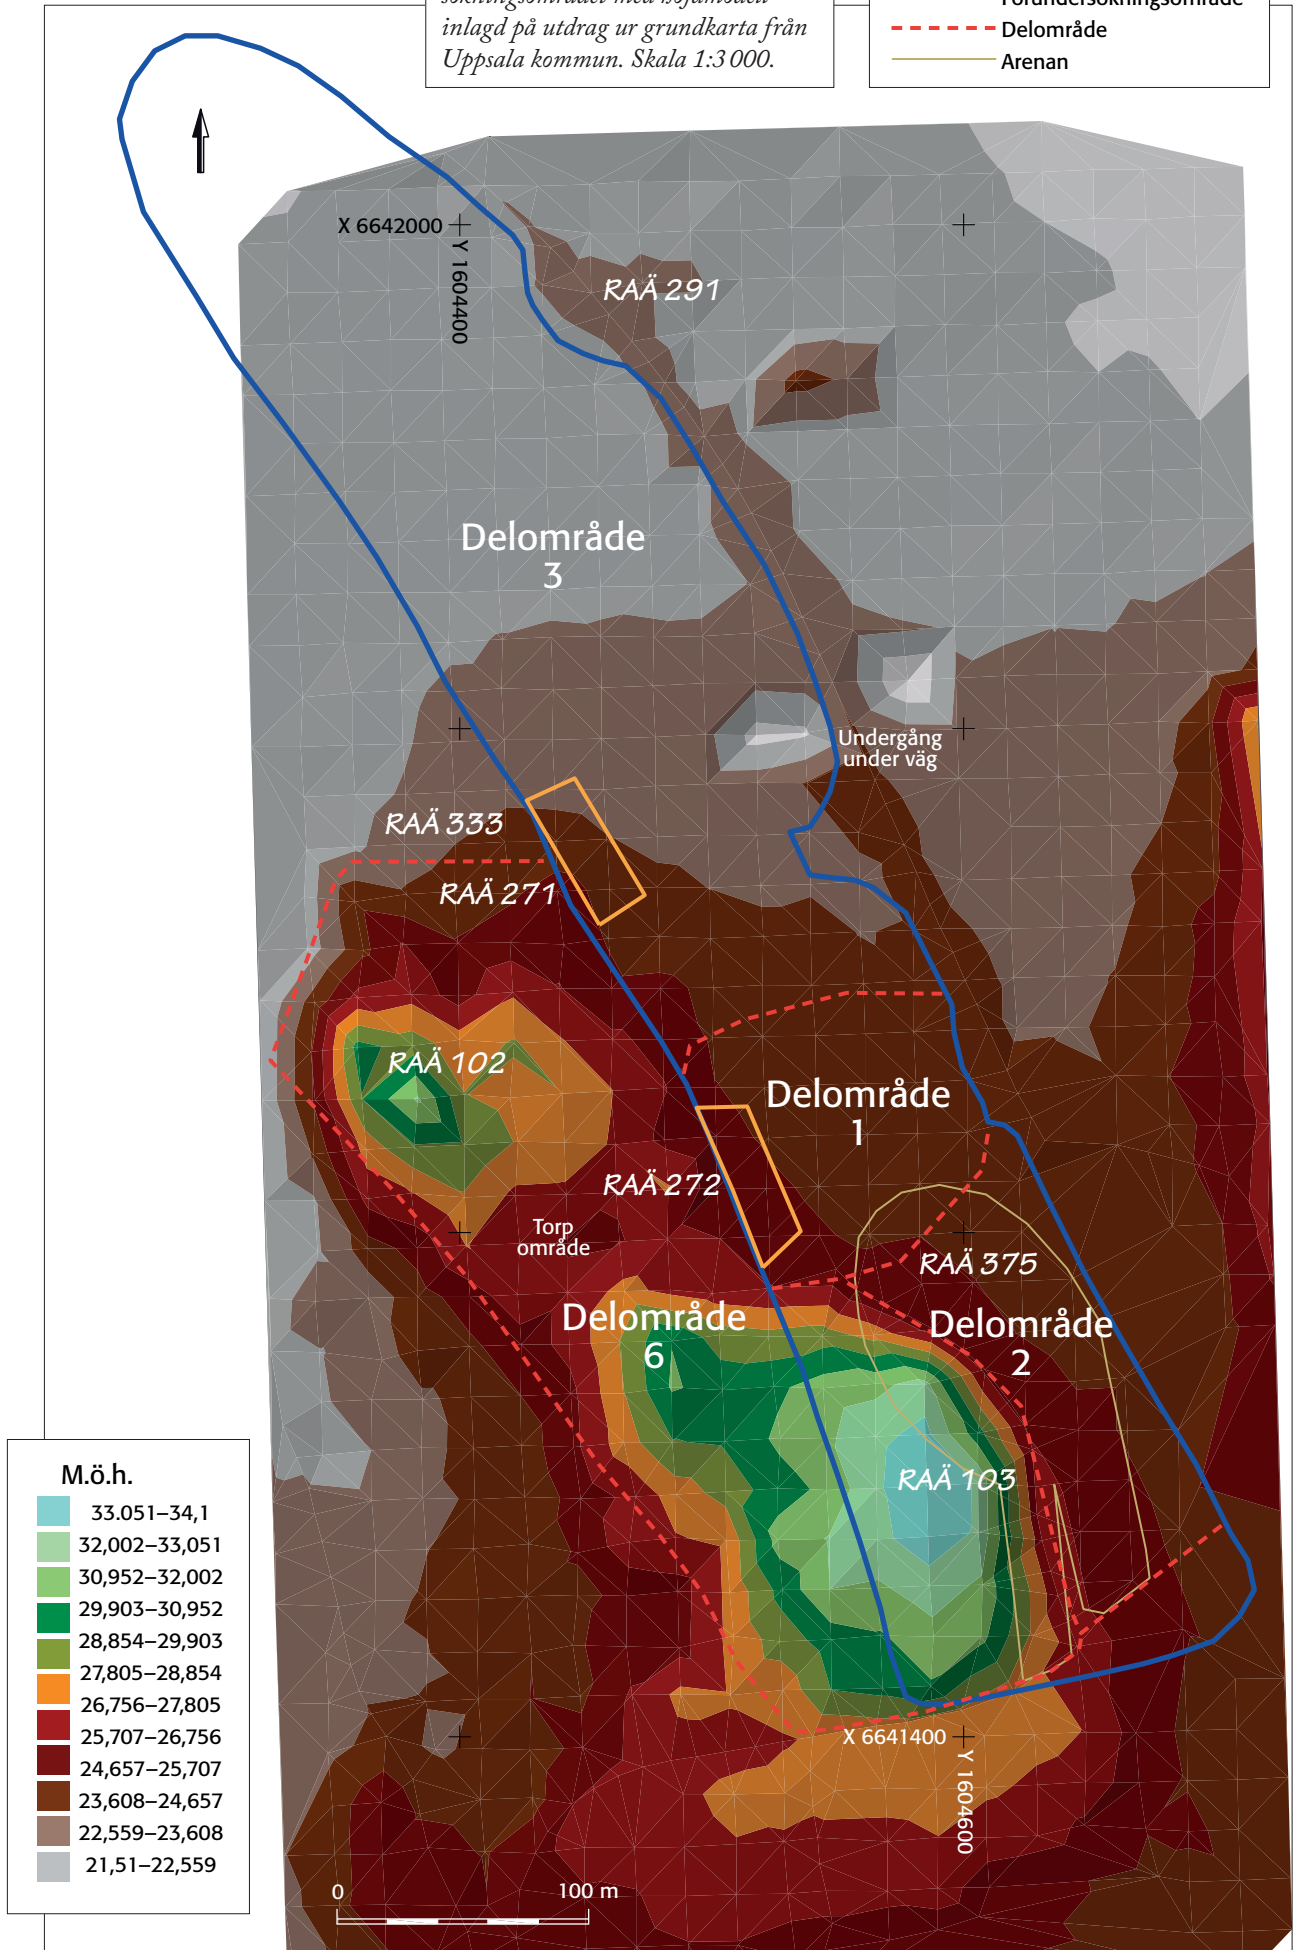 inlagd på utdrag ur grundkarta från
Uppsala kommun. Skala 1:3 000.
Delområde
Arenan
X 6642000
Y 1604400
RAÄ 291
Delområde
3
Undergång
under väg
RAÄ 333
RAÄ 271
RAÄ 102
Delområde
1
RAÄ 272
Torp
område
RAÄ 375
Delområde
6
Delområde
2
RAÄ 103
M.ö.h.
33.051–34,1
32,002–33,051
30,952–32,002
29,903–30,952
28,854–29,903
27,805–28,854
26,756–27,805
25,707–26,756
24,657–25,707
23,608–24,657
22,559–23,608
21,51–22,559
X 6641400
Y 1604600
0
100 m